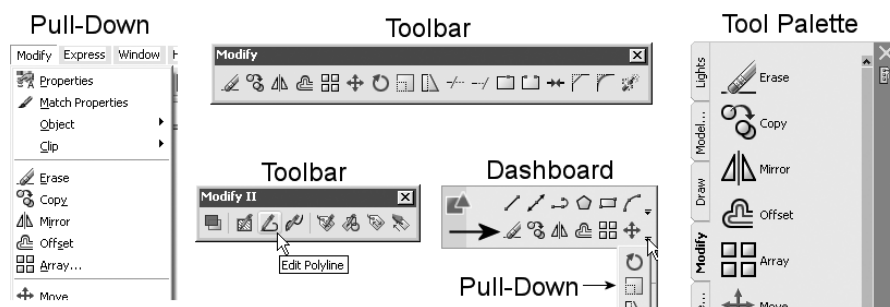 Pull-Down
Modify Express Window
Properties
Match Properties
Object
Clip
Erase
Copy
Mirror
Offset
Array...
Move
Toolbar
Modify
Toolbar
Modify II
Edit Polyline
Dashboard
Pull-Down
Tool Palette
Lights
Model...
Draw
Modify
Erase
Copy
Mirror
Offset
Array
Move